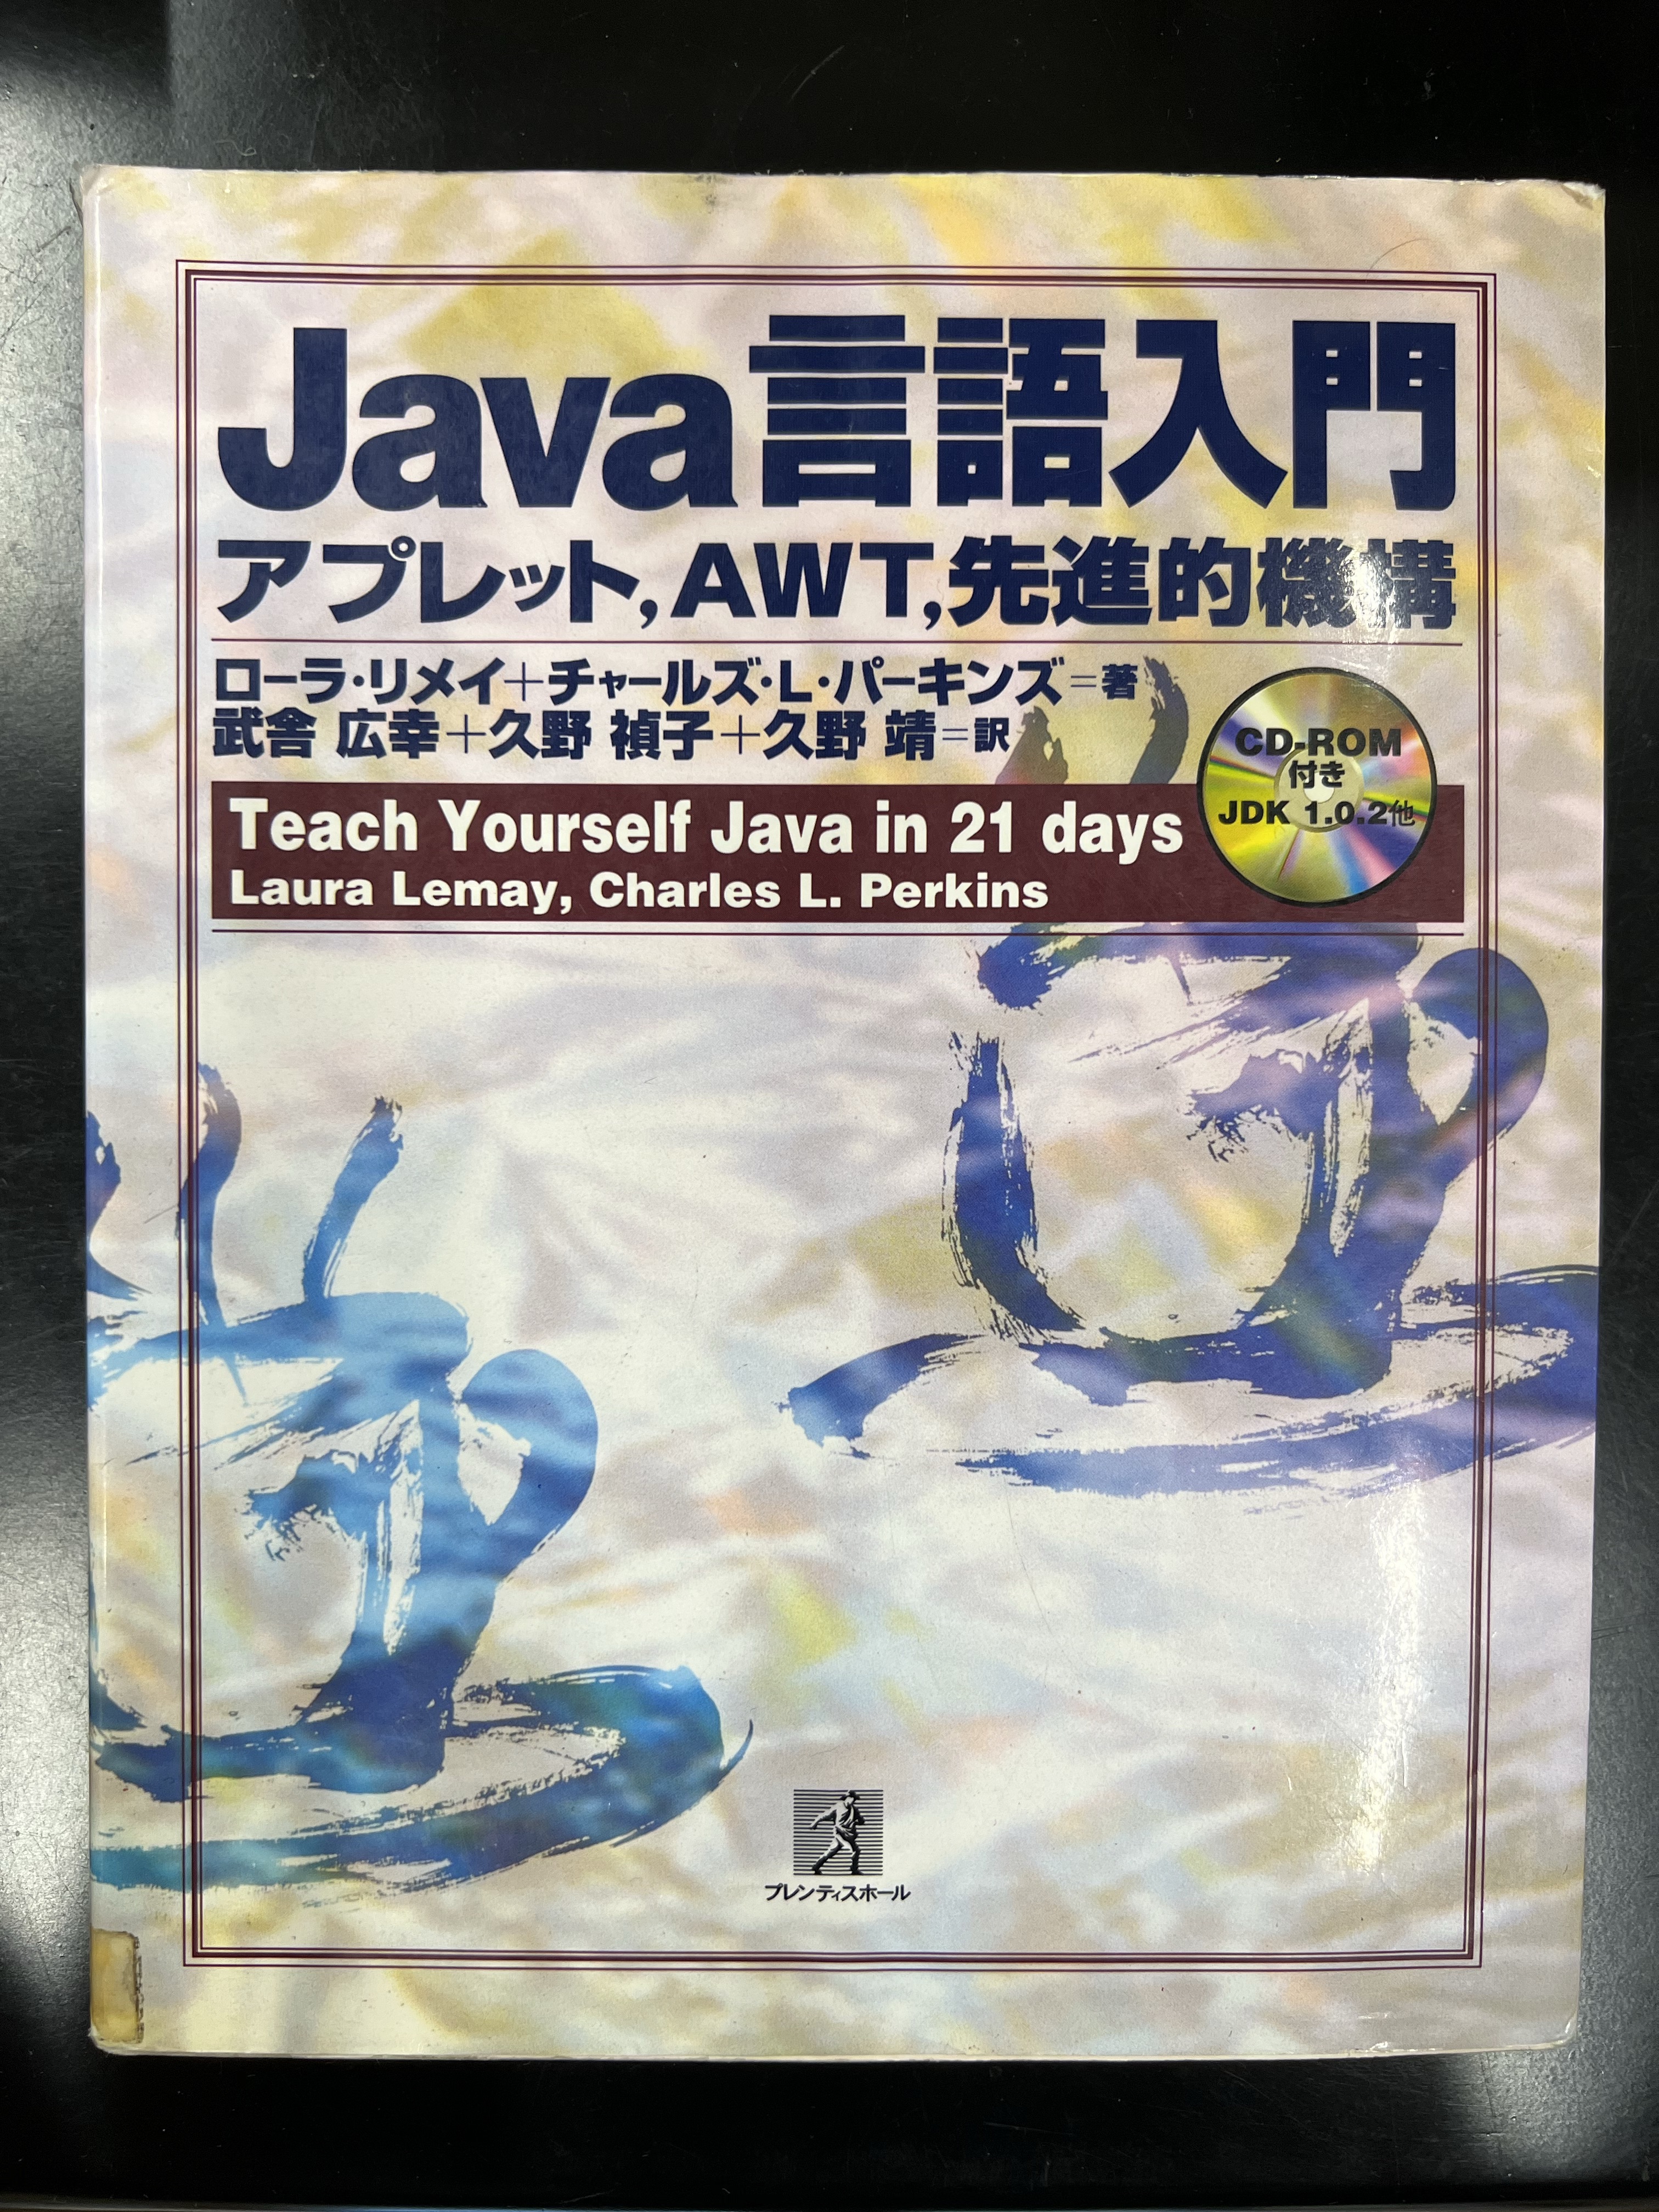 Java言語入門
アプレット,AWT,先進的機構
ローラ・リメイ+チャールズ・L・パーキンズ=著
武舎 広幸+久野 禎子+久野 靖=訳
CD-ROM
付き
JDK 1.0.2他
Teach Yourself Java in 21 days
Laura Lemay, Charles L. Perkins
プレンティスホール